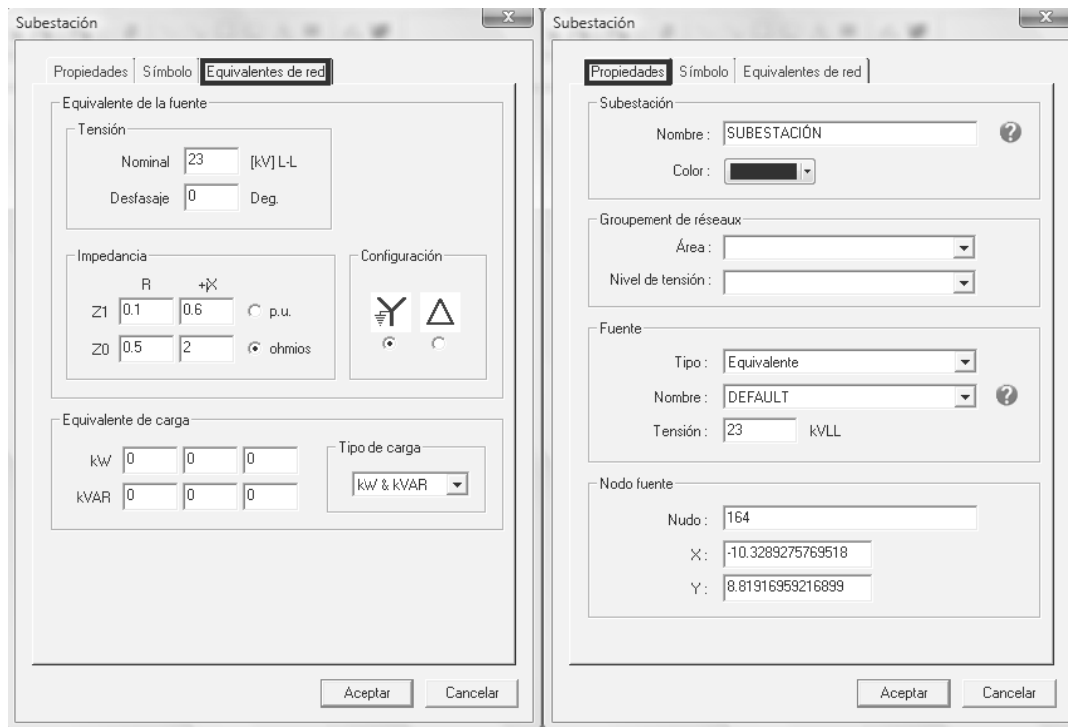 Subestación
x
Propiedades Símbolo Equivalentes de red
Equivalente de la fuente
Tensión
Nominal 23 [kV] L-L
Desfasaje 0 Deg.
Impedancia
R +jX
Z1 0.1 0.6 p.u.
Z0 0.5 2 ohmios
Configuración
Equivalente de carga
kW 0 0 0
kVAR 0 0 0
Tipo de carga
kW & kVAR
Aceptar Cancelar
Subestación
x
Propiedades Símbolo Equivalentes de red
Subestación
Nombre : SUBESTACIÓN ?
Color :
Groupement de réseaux
Área :
Nivel de tensión :
Fuente
Tipo : Equivalente
Nombre : DEFAULT ?
Tensión : 23 kVLL
Nodo fuente
Nudo : 164
X : -10.3289275769518
Y : 8.81916959216899
Aceptar Cancelar